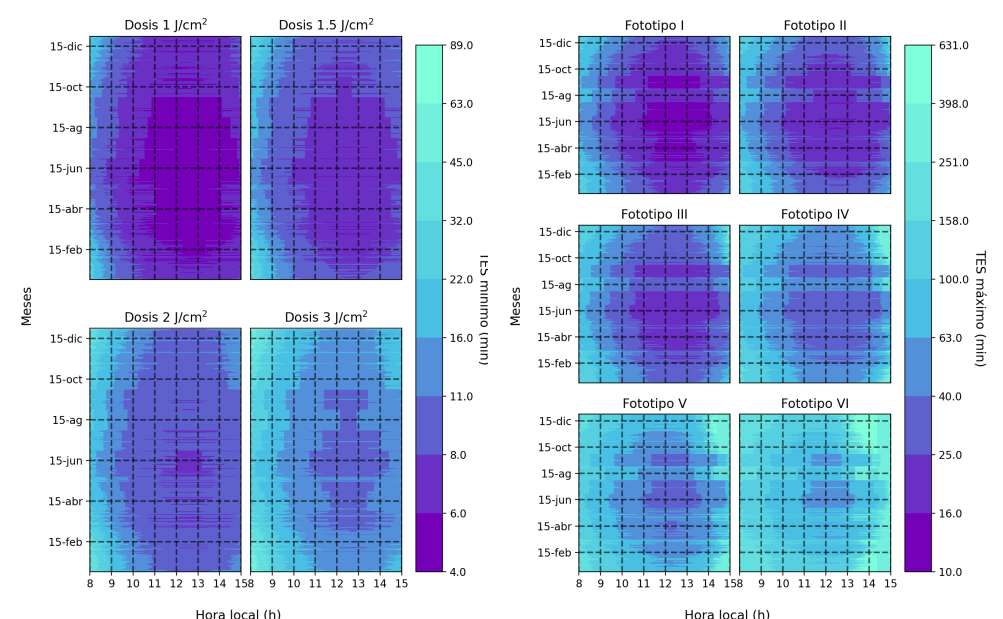 Dosis 1 J/cm² Dosis 1.5 J/cm²
15-dic
15-oct
15-ag
15-jun
15-abr
15-feb
Dosis 2 J/cm² Dosis 3 J/cm²
15-dic
15-oct
15-ag
15-jun
15-abr
15-feb
8 9 10 11 12 13 14 158 9 10 11 12 13 14 15
Hora local (h)
Meses
89.0
63.0
45.0
32.0
22.0
16.0
11.0
8.0
6.0
4.0
TES mínimo (min)
Fototipo I Fototipo II
15-dic
15-oct
15-ag
15-jun
15-abr
15-feb
Fototipo III Fototipo IV
15-dic
15-oct
15-ag
15-jun
15-abr
15-feb
Fototipo V Fototipo VI
15-dic
15-oct
15-ag
15-jun
15-abr
15-feb
8 9 10 11 12 13 14 158 9 10 11 12 13 14 15
Hora local (h)
Meses
631.0
398.0
251.0
158.0
100.0
63.0
40.0
25.0
16.0
10.0
TES máximo (min)